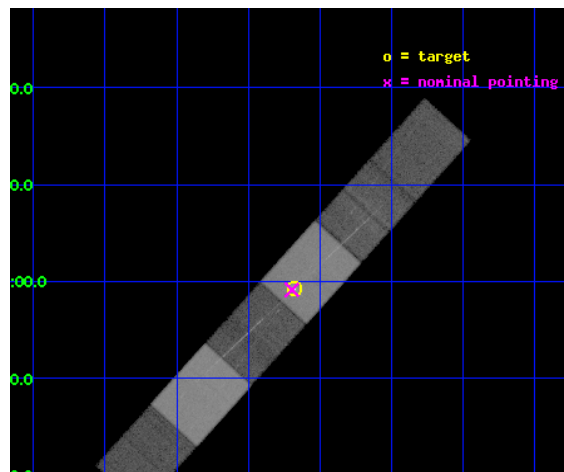 o = target
x = nominal pointing
0.0
0.0
:00.0
0.0